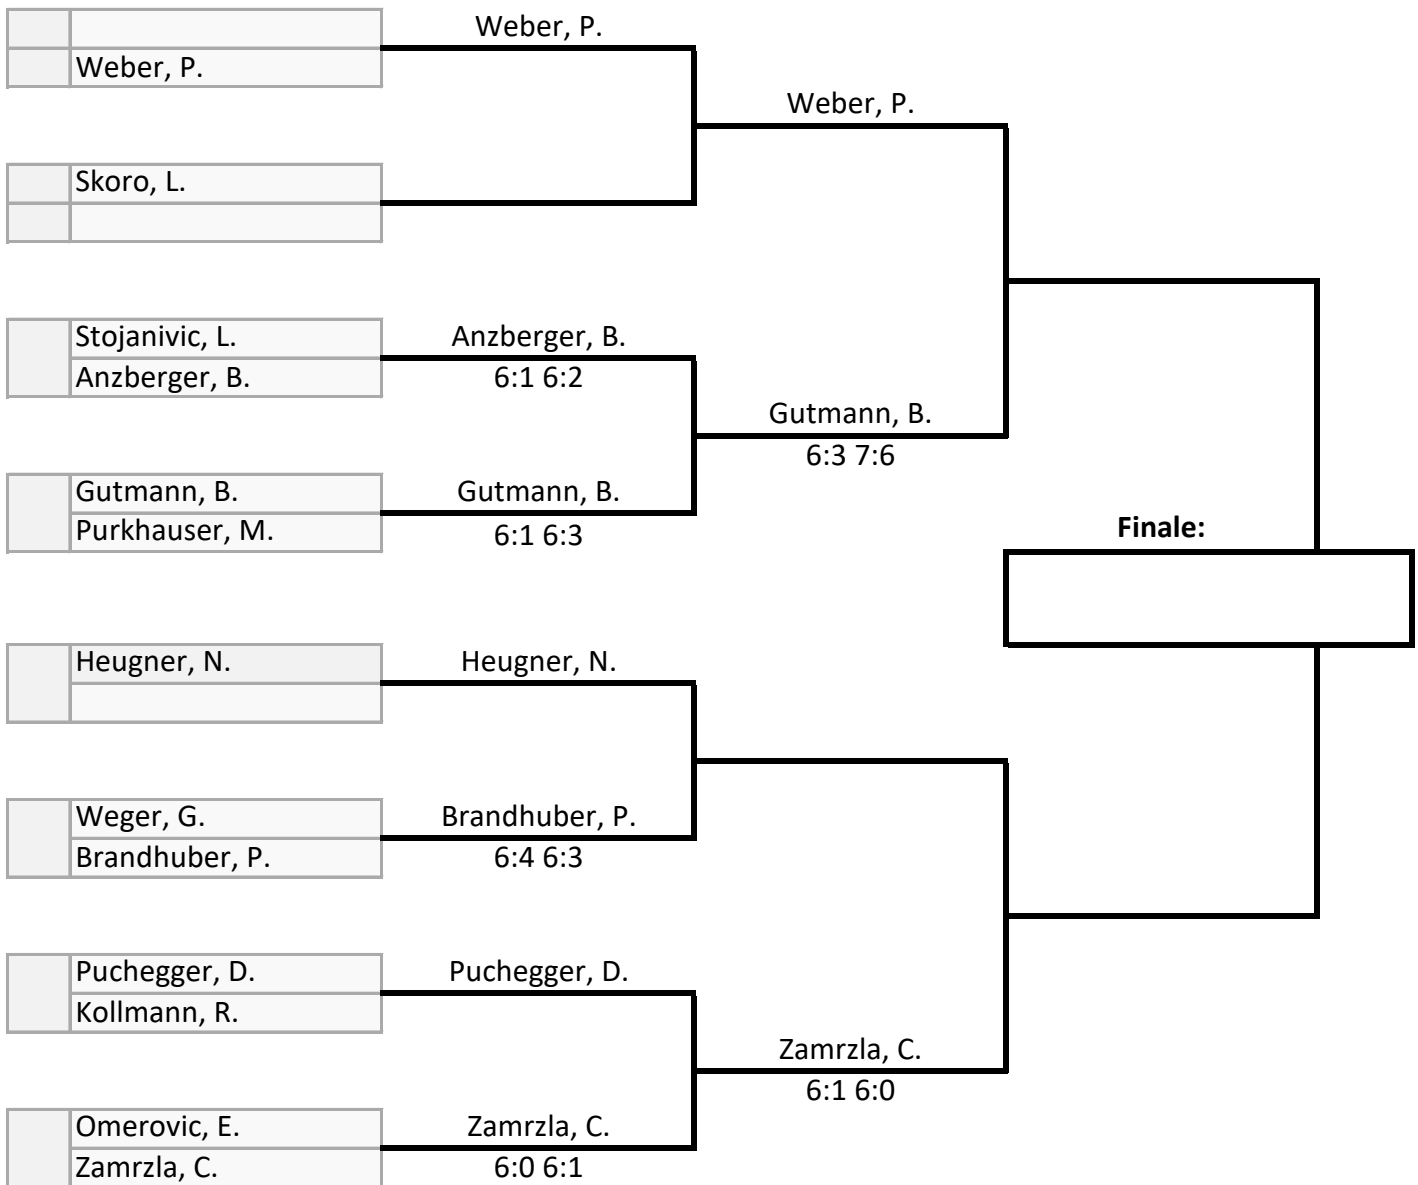 Weber, P.
Weber, P.
Weber, P.
Skoro, L.
Stojanivic, L.
Anzberger, B.
Anzberger, B.
6:1 6:2
Gutmann, B.
6:3 7:6
Gutmann, B.
Gutmann, B.
Purkhauser, M.
6:1 6:3
Finale:
Heugner, N.
Heugner, N.
Weger, G.
Brandhuber, P.
Brandhuber, P.
6:4 6:3
Puchegger, D.
Puchegger, D.
Kollmann, R.
Zamrzla, C.
6:1 6:0
Omerovic, E.
Zamrzla, C.
Zamrzla, C.
6:0 6:1